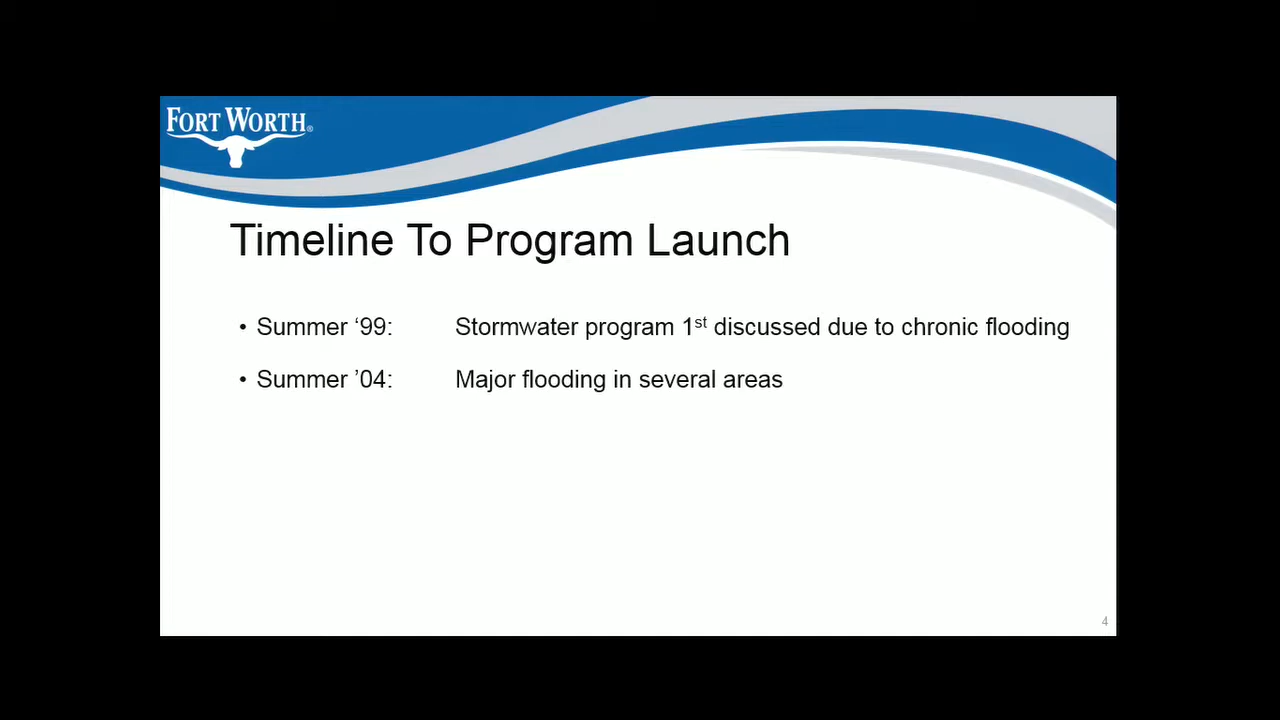 FORT WORTH®
Timeline To Program Launch
• Summer ‘99: Stormwater program 1st discussed due to chronic flooding
• Summer ’04: Major flooding in several areas
4